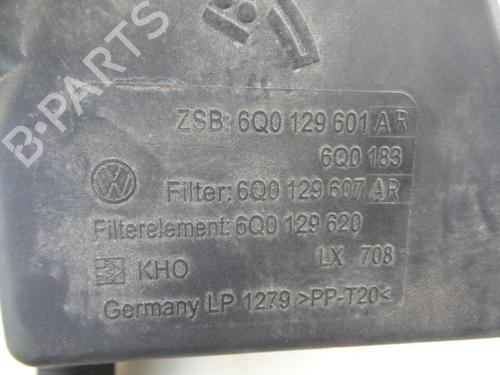 B-PARTS
ZSB: 6Q0 129 601 AR
6Q0 183
Filter: 6Q0 129 607 AR
Filterelement: 6Q0 129 620
KHO LX 708
Germany LP 1279 >PP-T20<